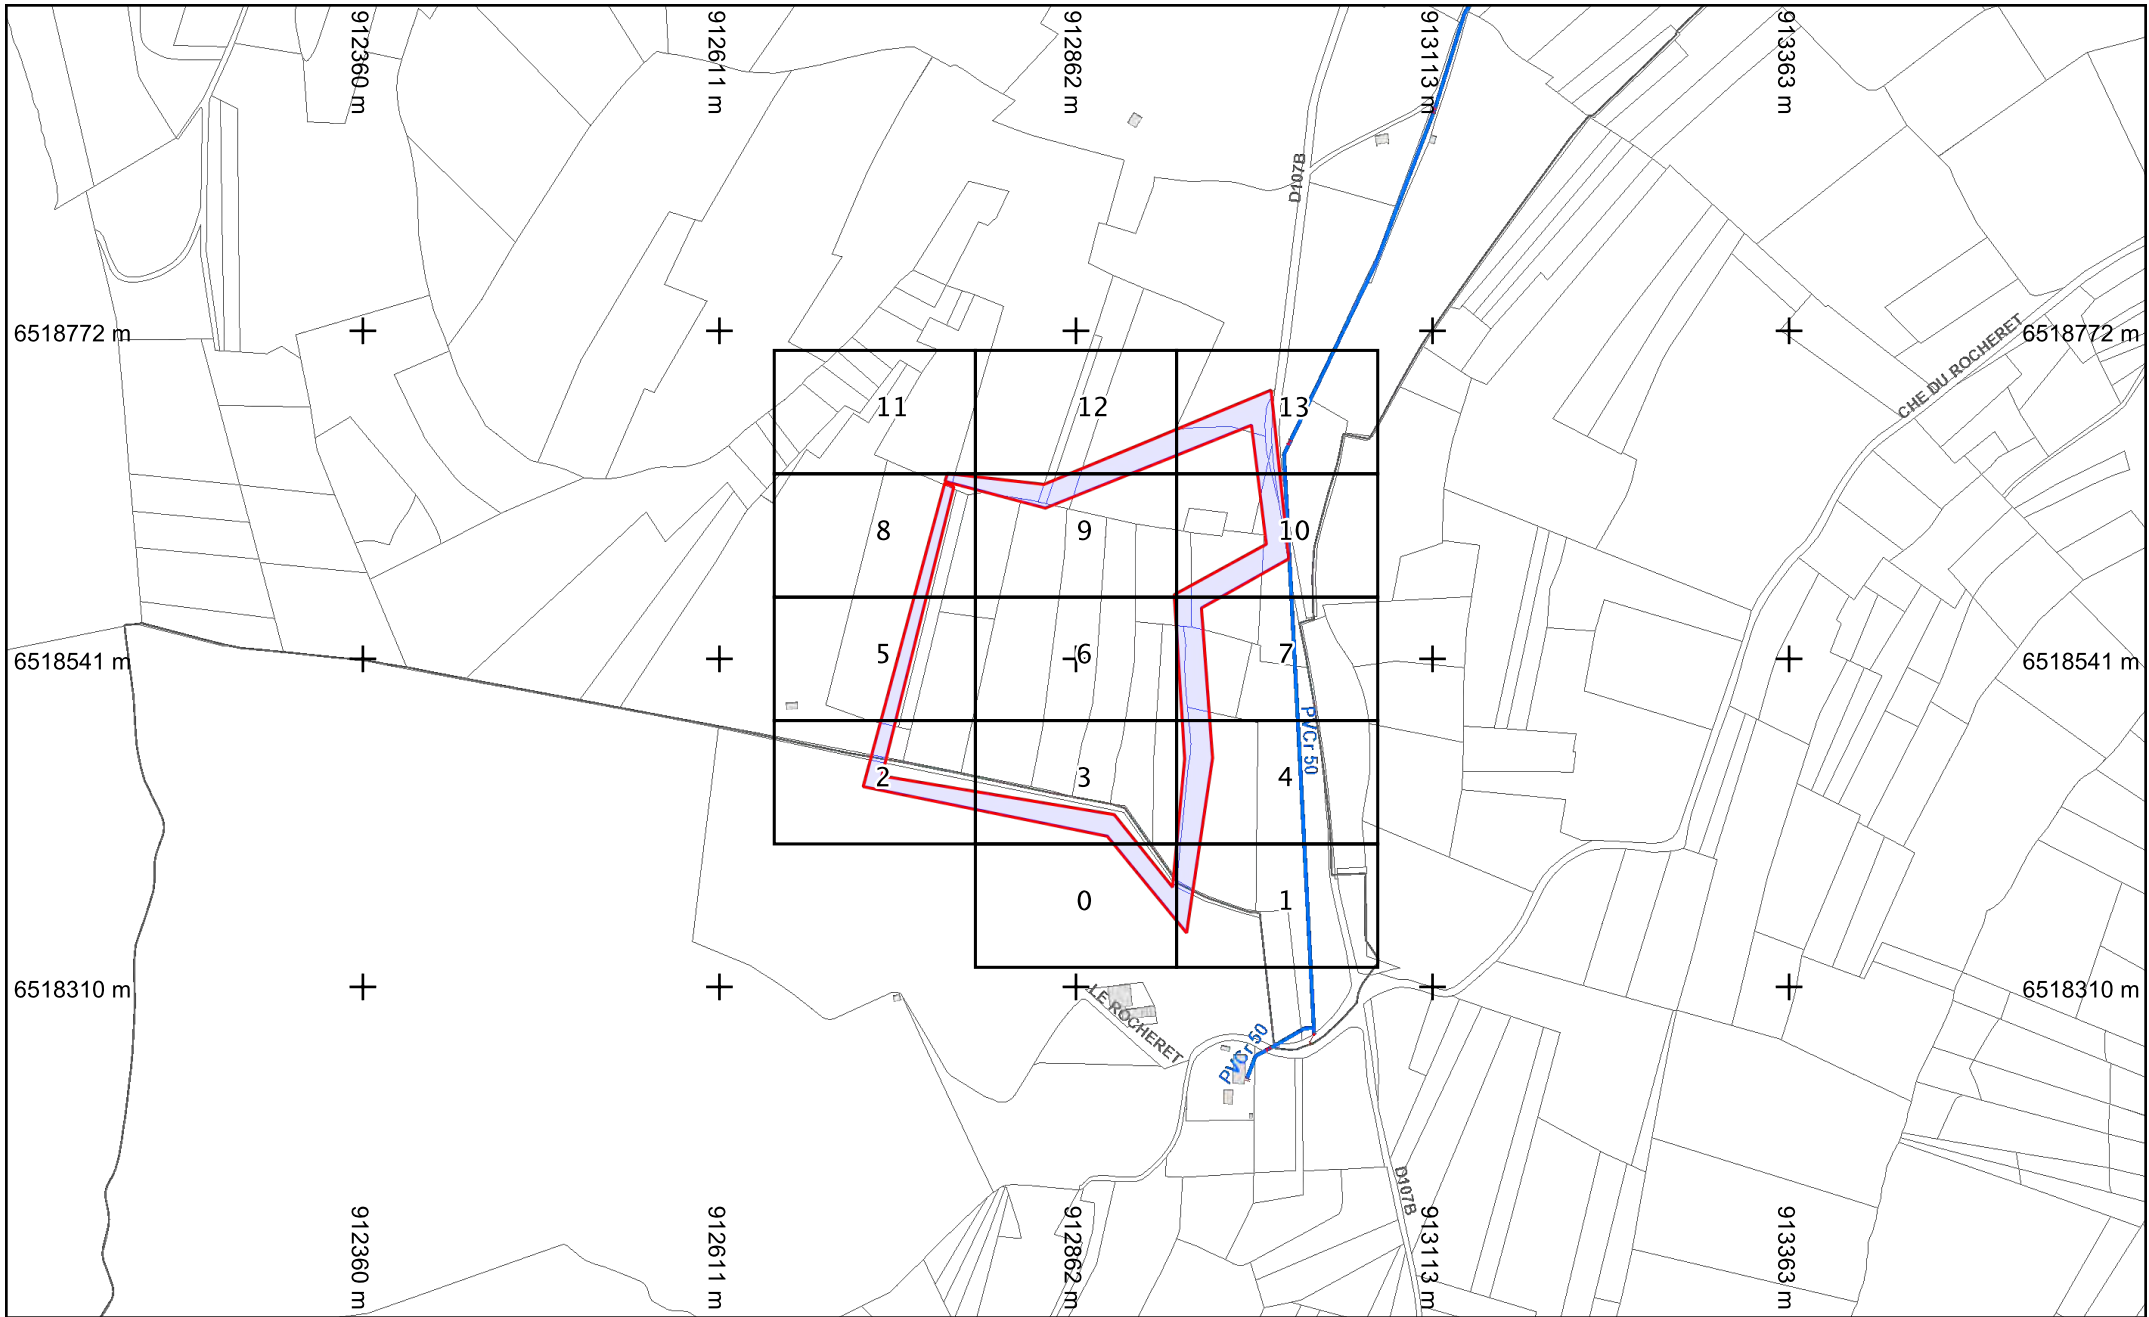 912360 m
912611 m
912862 m
913113 m
913363 m
D107B
6518772 m
6518772 m
CHE DU ROCHERET
11
12
13
8
9
10
6518541 m
5
6
7
6518541 m
PVCr 50
2
3
4
0
1
6518310 m
6518310 m
LE ROCHERET
PVCr 50
D107B
912360 m
912611 m
912862 m
913113 m
913363 m